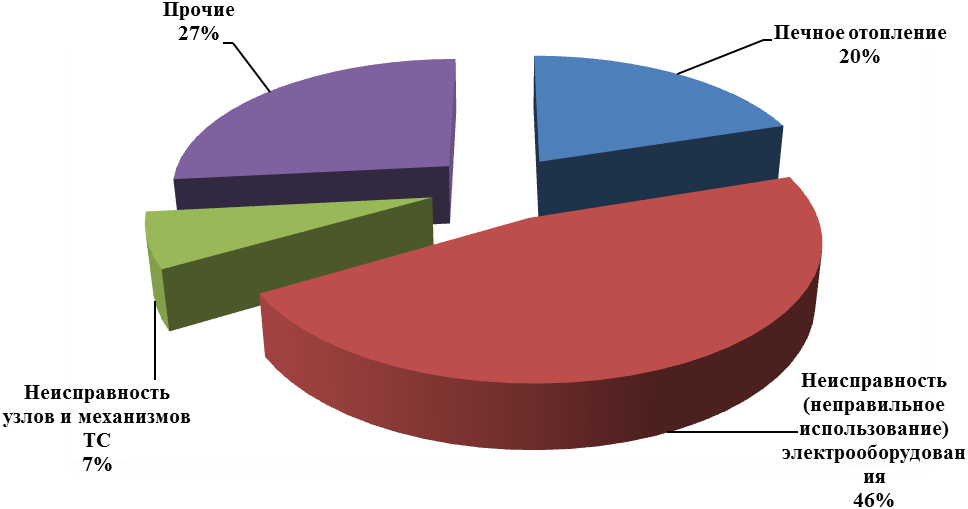 Прочие
27%
Печное отопление
20%
Неисправность
узлов и механизмов
ТС
7%
Неисправность
(неправильное
использование)
электрооборудован
ия
46%